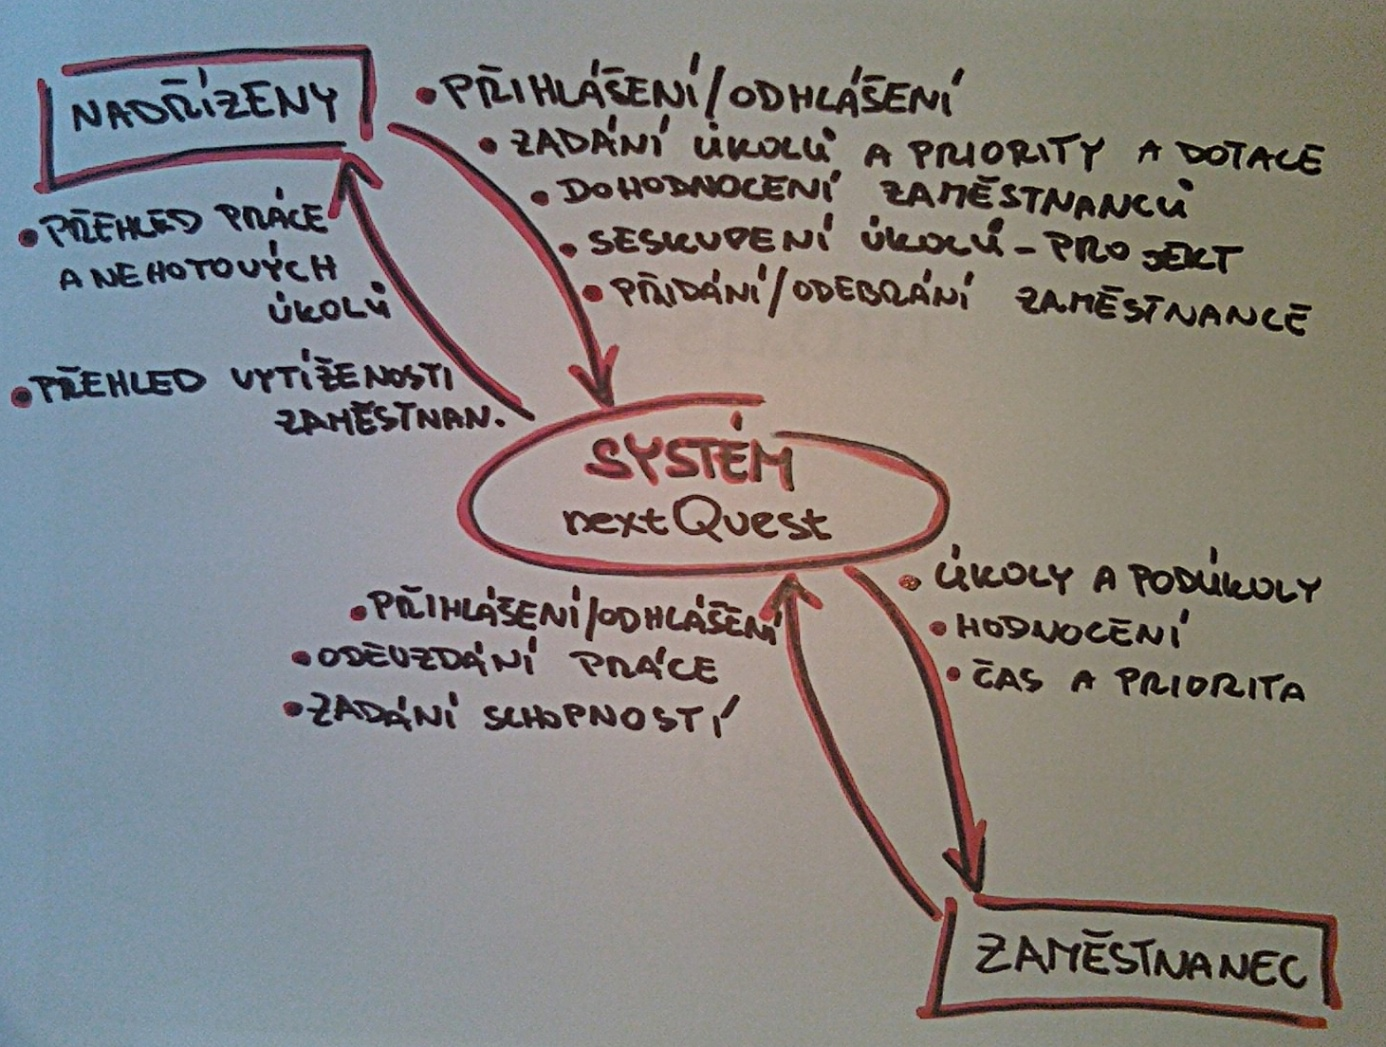 NADŘÍZENY
• PŘIHLÁŠENÍ/ODHLÁŠENÍ
• ZADÁNÍ ÚKOLŮ A PRIORITY A DOTACE
• DOHODNOCENÍ ZAMĚSTNANCŮ
• SESKUPENÍ ÚKOLŮ - PROJEKT
• PŘIDÁNÍ/ODEBRÁNÍ ZAMĚSTNANCE
• PŘEHLED PRÁCE
A NEHOTOVÝCH
ÚKOLŮ
• PŘEHLED VYTÍŽENOSTI
ZAMĚSTNAN.
SYSTÉM
nextQuest
• PŘIHLÁŠENÍ/ODHLÁŠENÍ
• ODEVZDÁNÍ PRÁCE
• ZADÁNÍ SCHOPNOSTÍ
• ÚKOLY A PODÚKOLY
• HODNOCENÍ
• ČAS A PRIORITA
ZAMĚSTNANEC